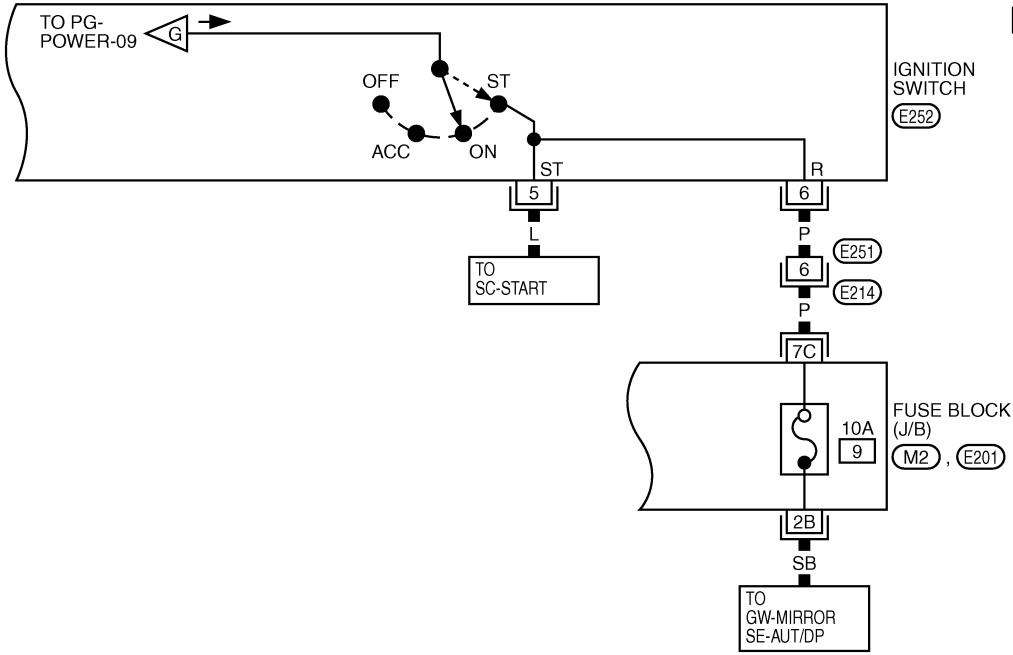 TO PG-
POWER-09
G
OFF
ST
ACC
ON
IGNITION
SWITCH
E252
ST
R
5
6
L
P
E251
TO
SC-START
6
E214
P
7C
10A
9
FUSE BLOCK
(J/B)
M2 , E201
2B
SB
TO
GW-MIRROR
SE-AUT/DP